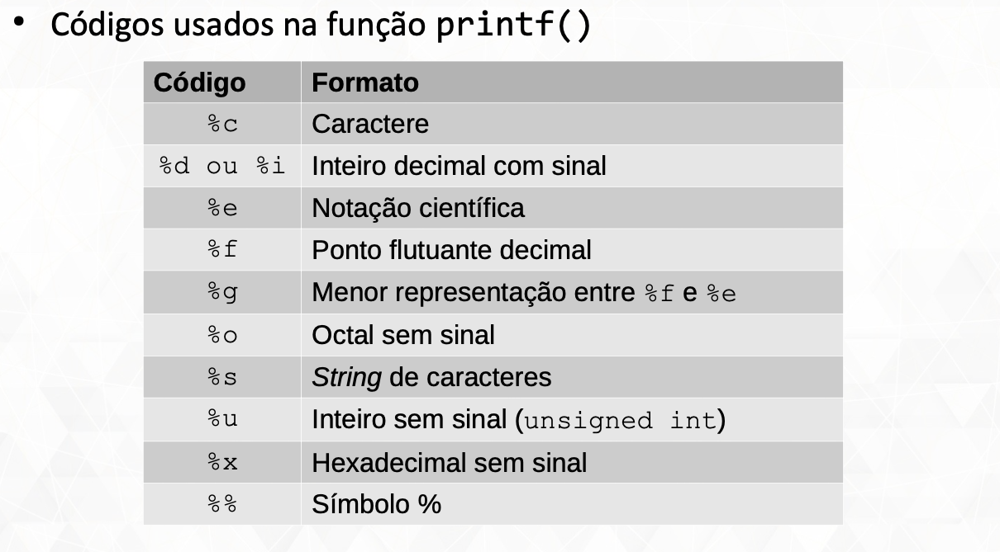 • Códigos usados na função printf()
Código Formato
%c Caractere
%d ou %i Inteiro decimal com sinal
%e Notação científica
%f Ponto flutuante decimal
%g Menor representação entre %f e %e
%o Octal sem sinal
%s String de caracteres
%u Inteiro sem sinal (unsigned int)
%x Hexadecimal sem sinal
%% Símbolo %